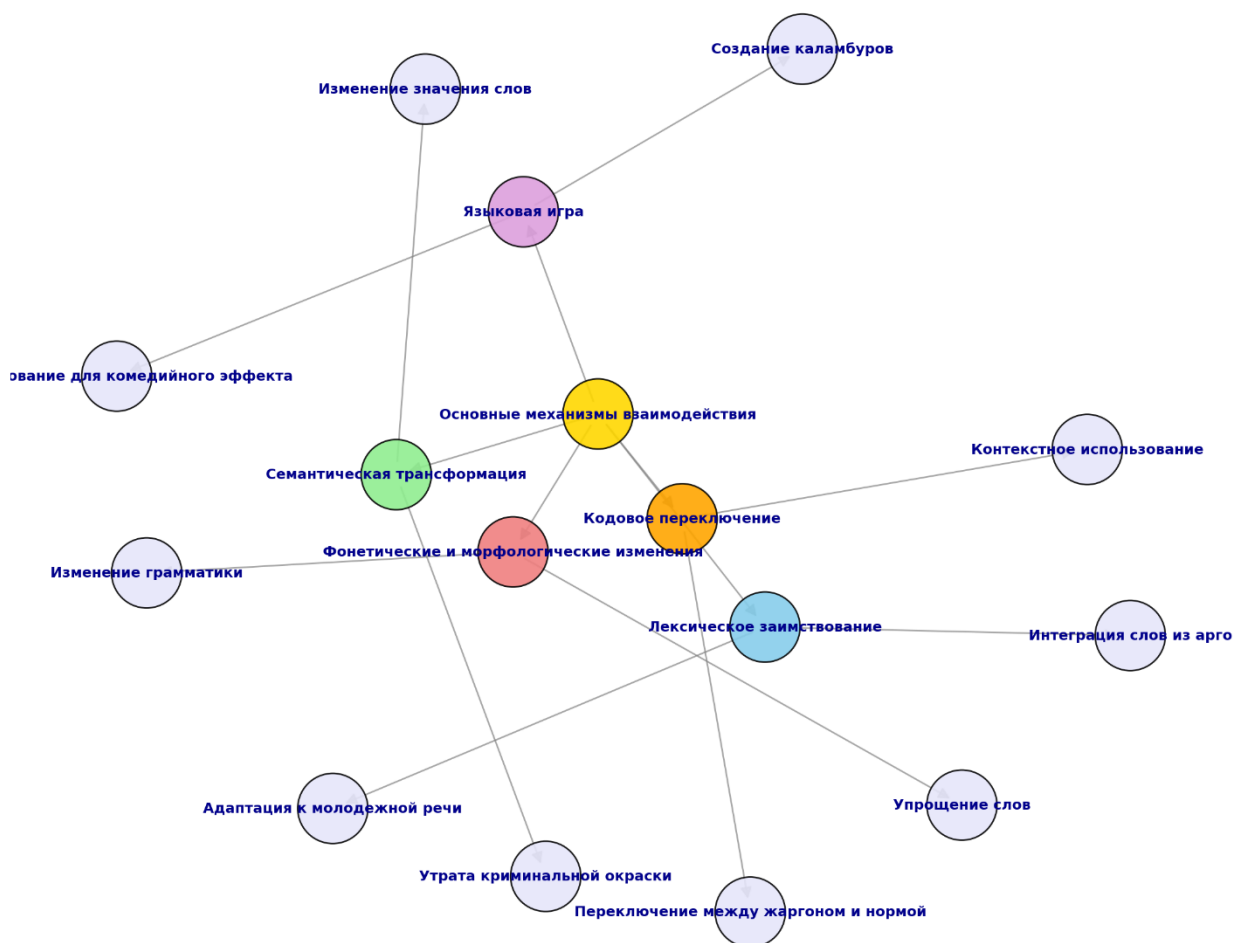 Создание каламбуров
Изменение значения слов
Языковая игра
ование для комедийного эффекта
Основные механизмы взаимодействия
Контекстное использование
Семантическая трансформация
Кодовое переключение
Фонетические и морфологические изменения
Изменение грамматики
Лексическое заимствование
Интеграция слов из арго
Упрощение слов
Адаптация к молодежной речи
Утрата криминальной окраски
Переключение между жаргоном и нормой